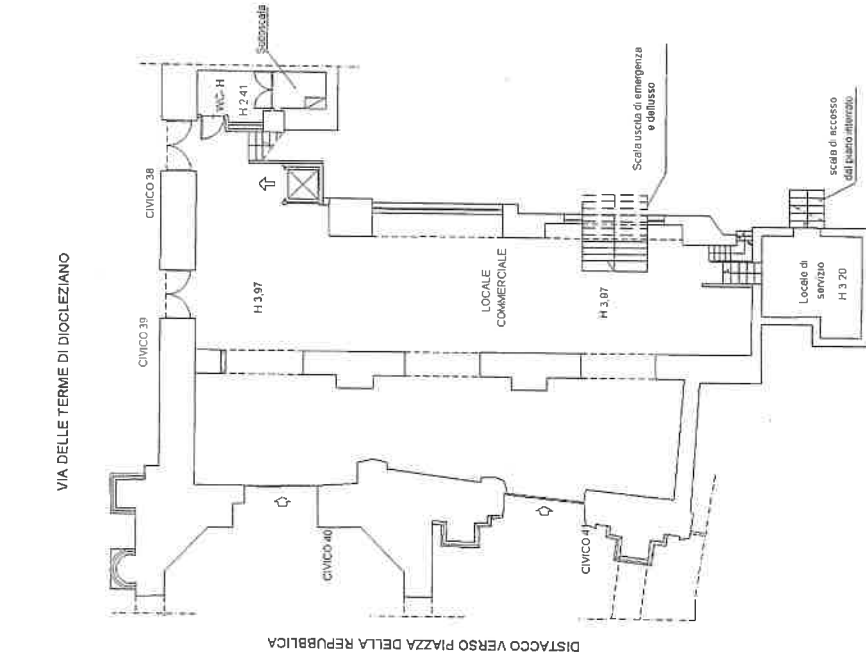 VIA DELLE TERME DI DIOCLEZIANO
Sottoscala
WC- H
H 2.41
CIVICO 38
CIVICO 39
H 3,97
LOCALE
COMMERCIALE
H 3,97
Scala uscita di emergenza
e deflusso
scala di accesso
dal piano interrato
Locale di
servizio
H 3 20
CIVICO 40
CIVICO 41
DISTACCO VERSO PIAZZA DELLA REPUBBLICA